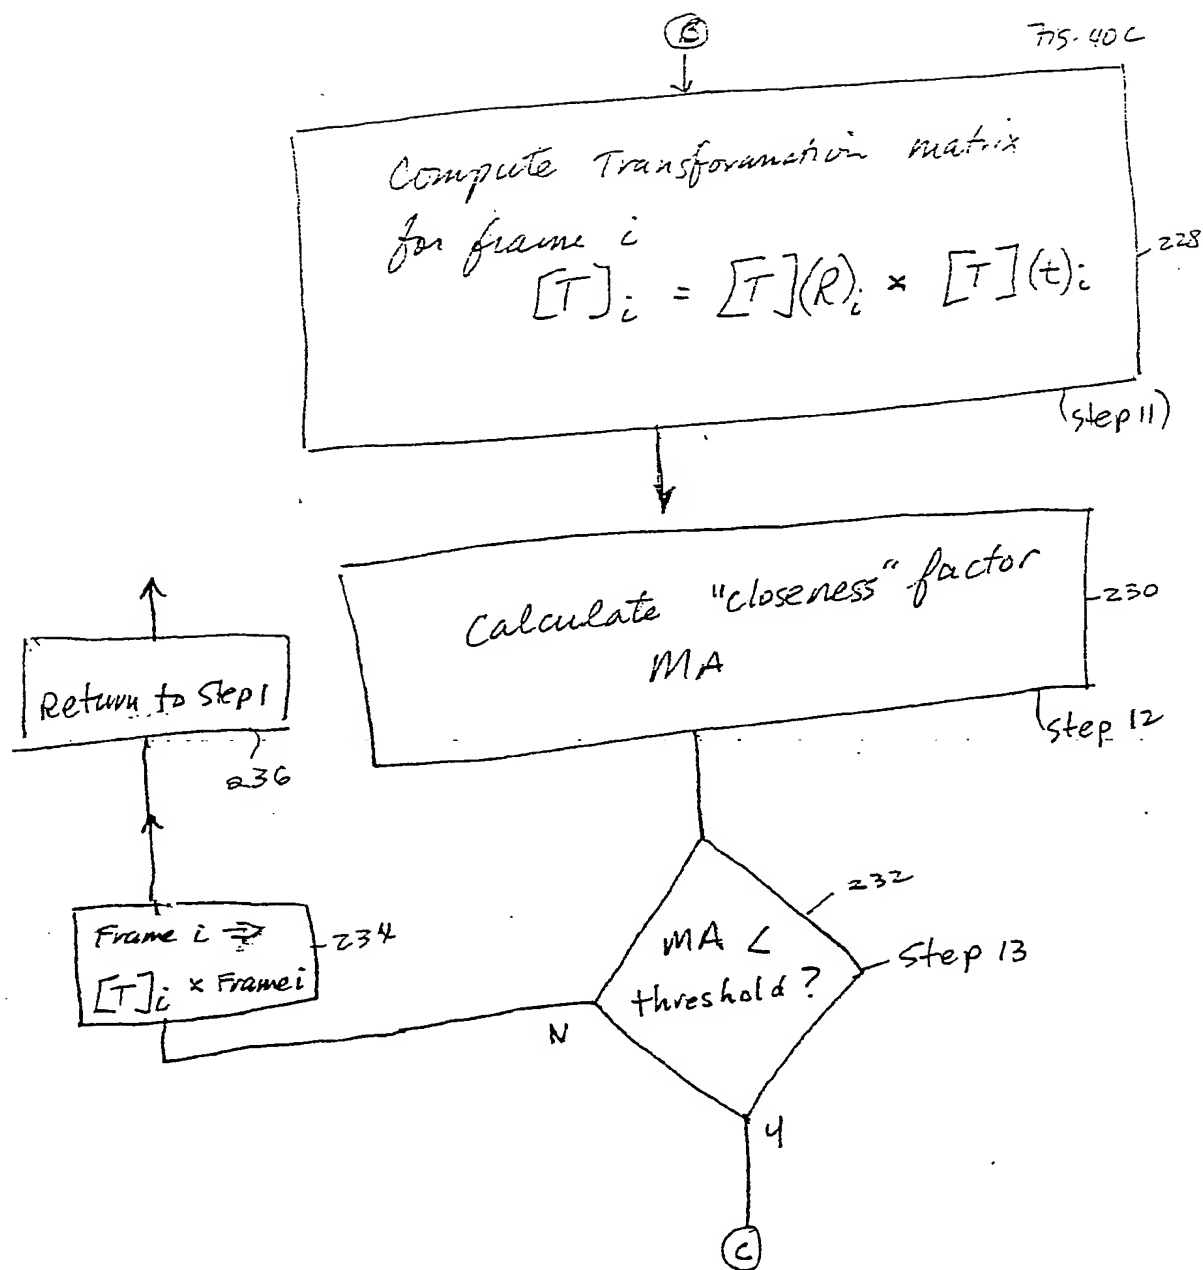 Fig. 40C
Compute Transformation matrix
for frame i
[T]i = [T](R)i × [T](t)i
228
(step 11)
Calculate "closeness" factor
MA
230
step 12
Return to Step 1
236
232
MA <
threshold?
Step 13
Frame i ⇒
[T]i × Frame i
234
N
Y
C